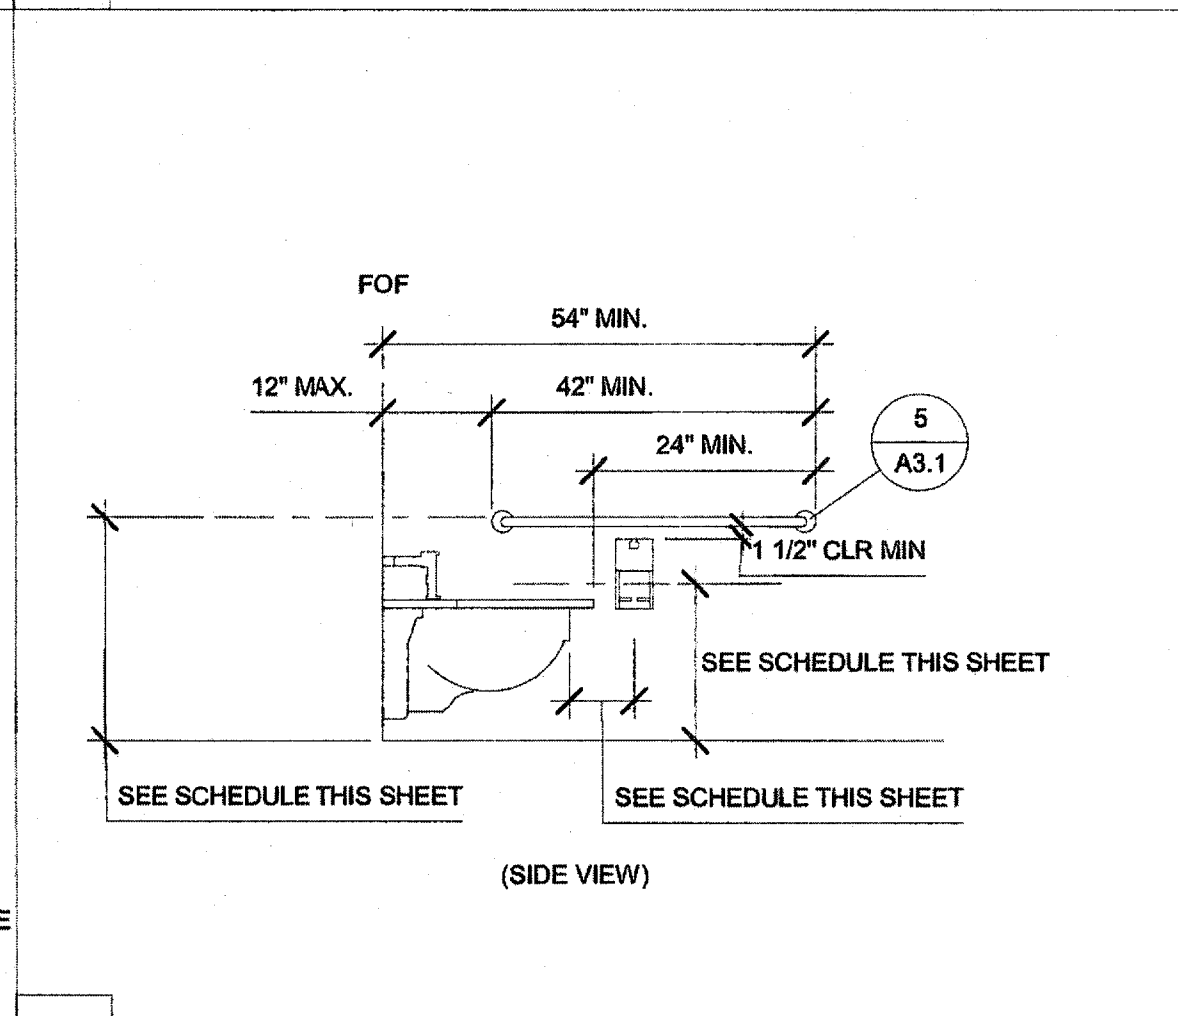 FOF
54" MIN.
12" MAX.
42" MIN.
24" MIN.
5
A3.1
1 1/2" CLR MIN
SEE SCHEDULE THIS SHEET
SEE SCHEDULE THIS SHEET
SEE SCHEDULE THIS SHEET
(SIDE VIEW)